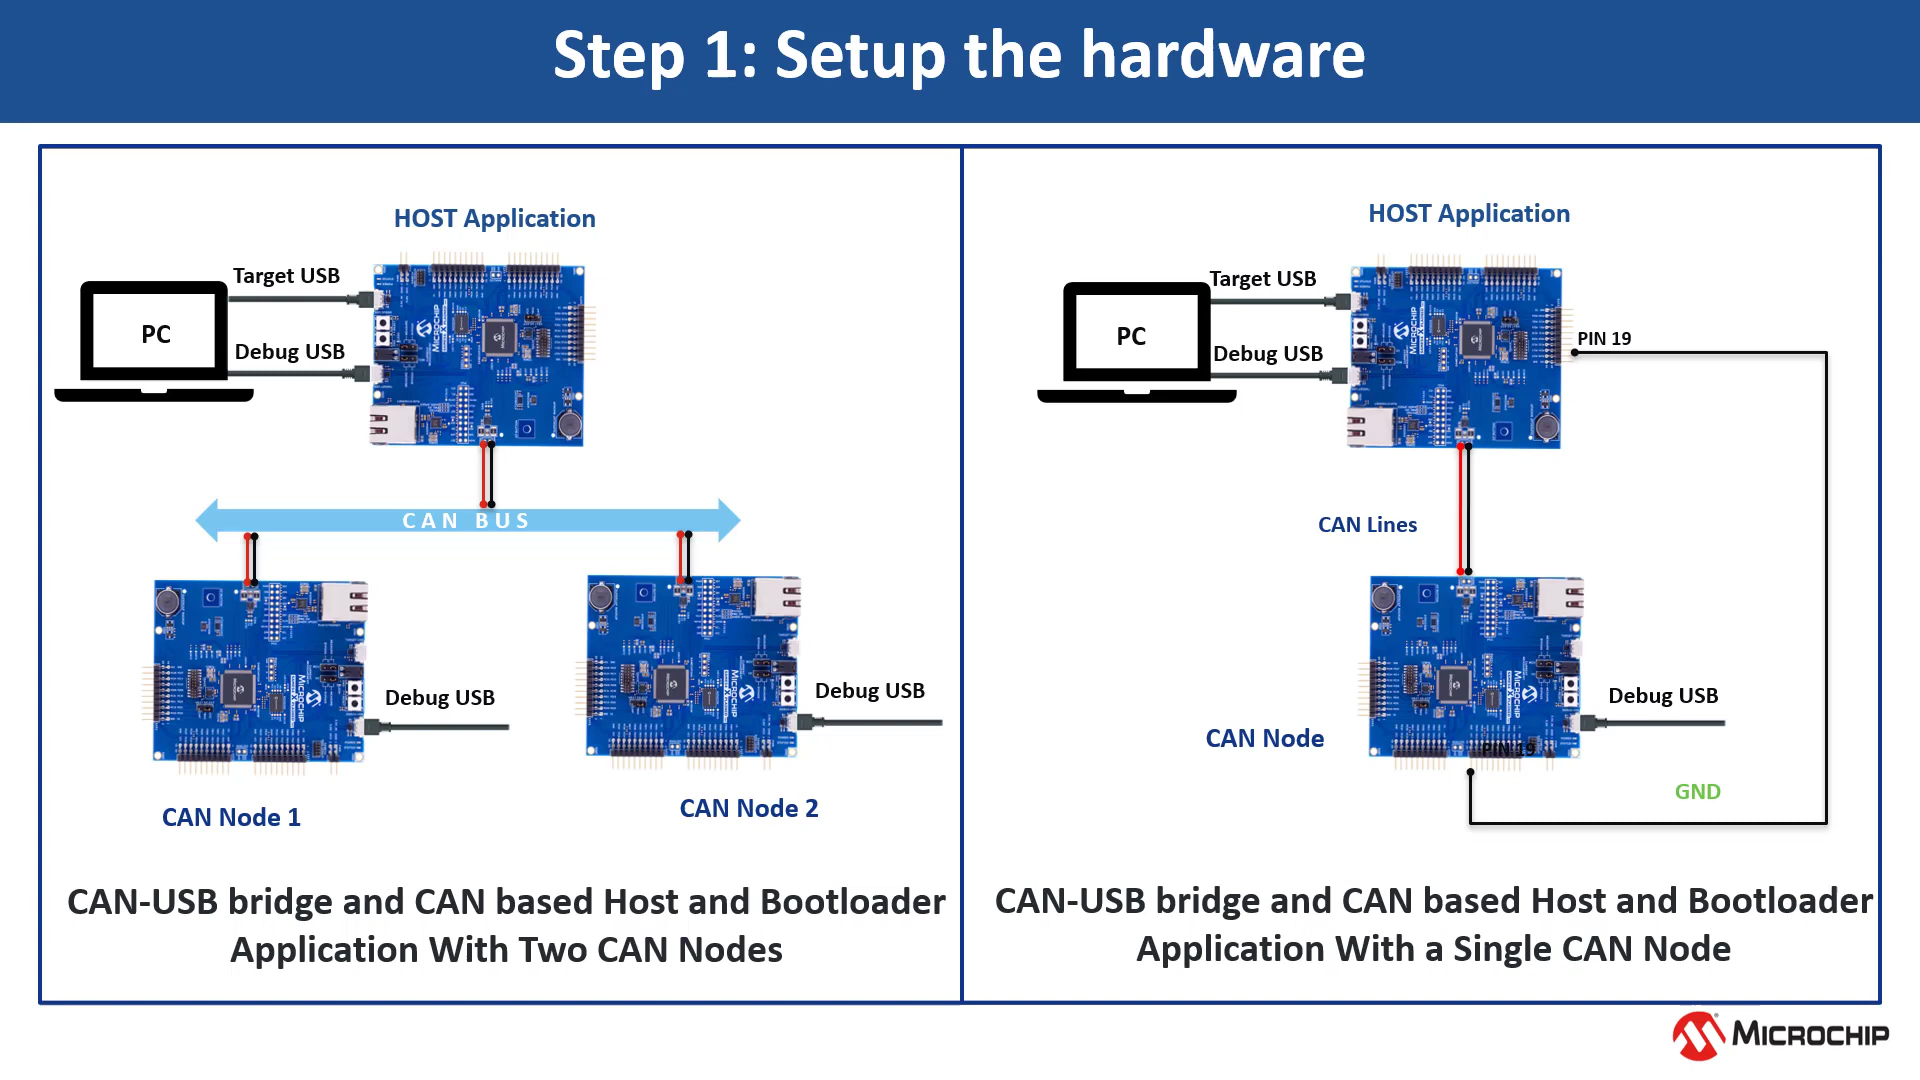 Step 1: Setup the hardware
HOST Application
Target USB
PC
Debug USB
CAN BUS
Debug USB
Debug USB
CAN Node 1
CAN Node 2
CAN-USB bridge and CAN based Host and Bootloader
Application With Two CAN Nodes
HOST Application
Target USB
PC
PIN 19
Debug USB
CAN Lines
Debug USB
CAN Node
PIN 19
GND
CAN-USB bridge and CAN based Host and Bootloader
Application With a Single CAN Node
MICROCHIP